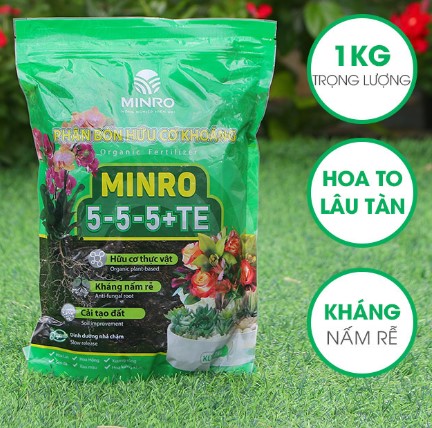 MINRO
PHÂN BÓN HỮU CƠ KHOÁNG
Organic Fertilizer
MINRO
5-5-5+TE
Hữu cơ thực vật
Organic plant-based
Kháng nấm rễ
Anti-fungal root
Cải tạo đất
Soil improvement
Dinh dưỡng nhả chậm
Slow release
1KG
TRỌNG LƯỢNG
HOA TO
LÂU TÀN
KHÁNG
NẤM RỄ